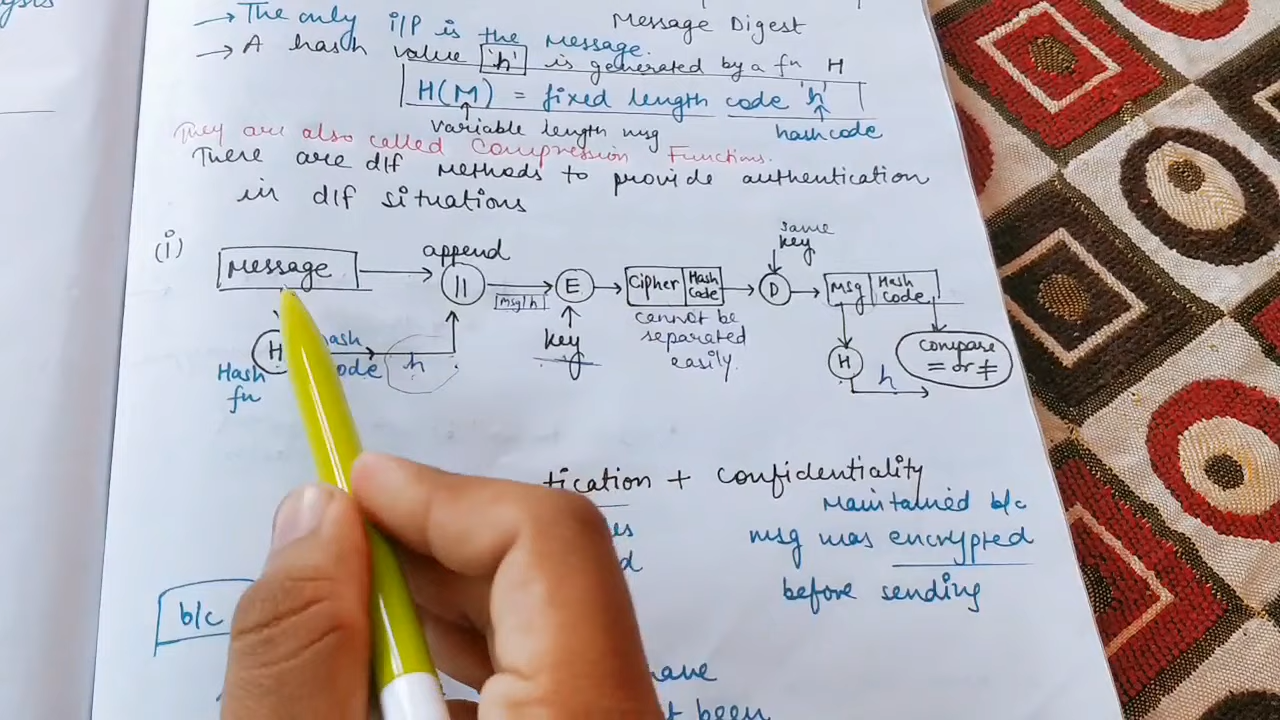 → The only i/P is the Message.
Message Digest
→ A hash value 'h' is generated by a fn H
H(M) = fixed length code 'h'
variable length msg
hashcode
They are also called Compression Functions.
There are dif methods to provide authentication
in dif situations
(i)
Message
append
||
Msg|h
E
key
Cipher
Hash Code
cannot be
separated
easily.
same
key
D
Msg
Hash
Code
H
h
compare
= or ≠
H
Hash
fn
h
+ confidentiality
Maintained b/c
msg was encrypted
before sending
b/c
been